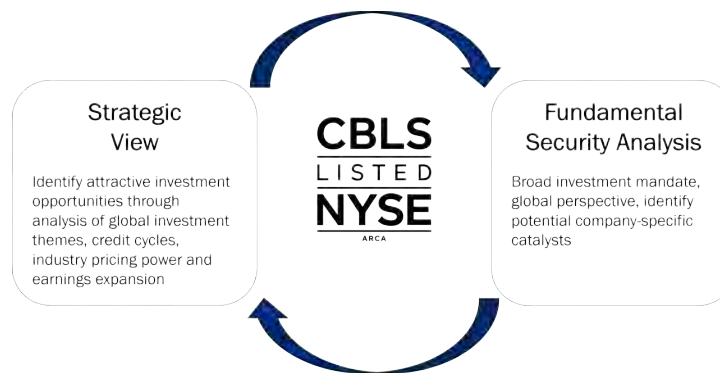 Strategic
View
Identify attractive investment
opportunities through
analysis of global investment
themes, credit cycles,
industry pricing power and
earnings expansion
CBLS
LISTED
NYSE
ARCA
Fundamental
Security Analysis
Broad investment mandate,
global perspective, identify
potential company-specific
catalysts